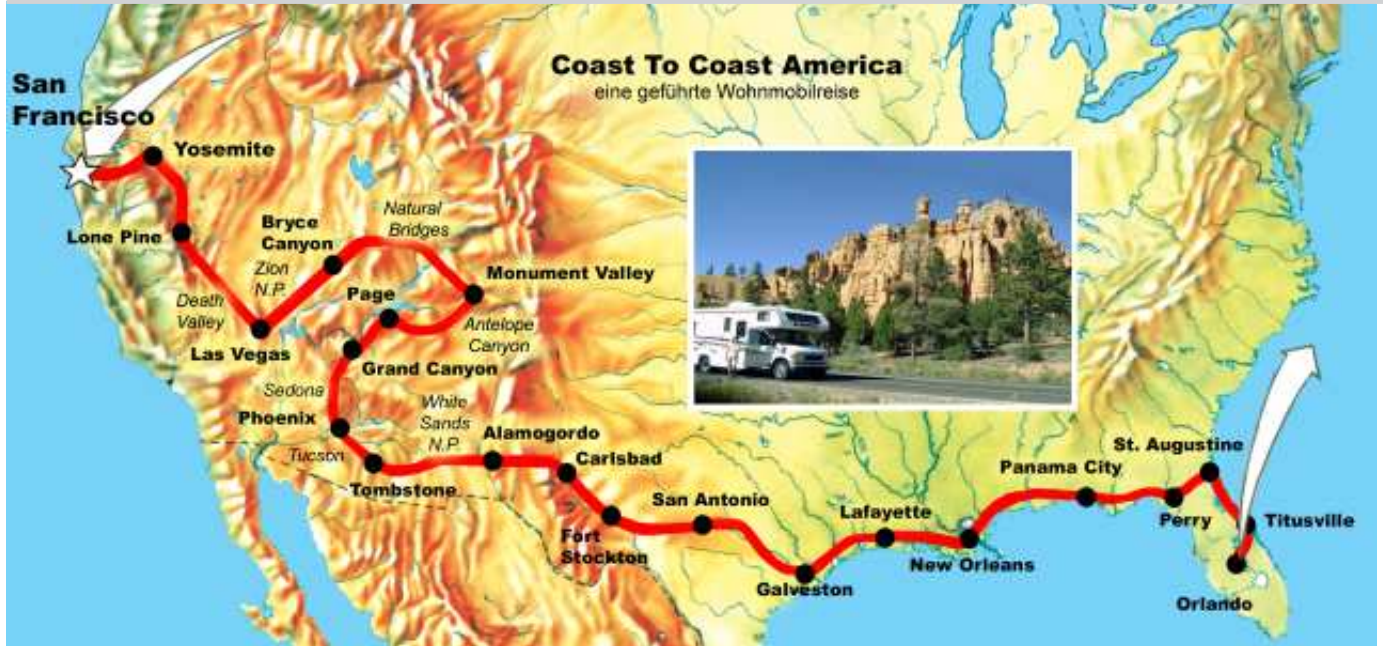 Coast To Coast America
eine geführte Wohnmobilreise
San
Francisco
Yosemite
Lone Pine
Death
Valley
Las Vegas
Zion
N.P.
Bryce
Canyon
Natural
Bridges
Monument Valley
Antelope
Canyon
Page
Grand Canyon
Sedona
Phoenix
Tucson
Tombstone
White
Sands
N.P.
Alamogordo
Carlsbad
Fort
Stockton
San Antonio
Galveston
Lafayette
New Orleans
Panama City
Perry
St. Augustine
Titusville
Orlando